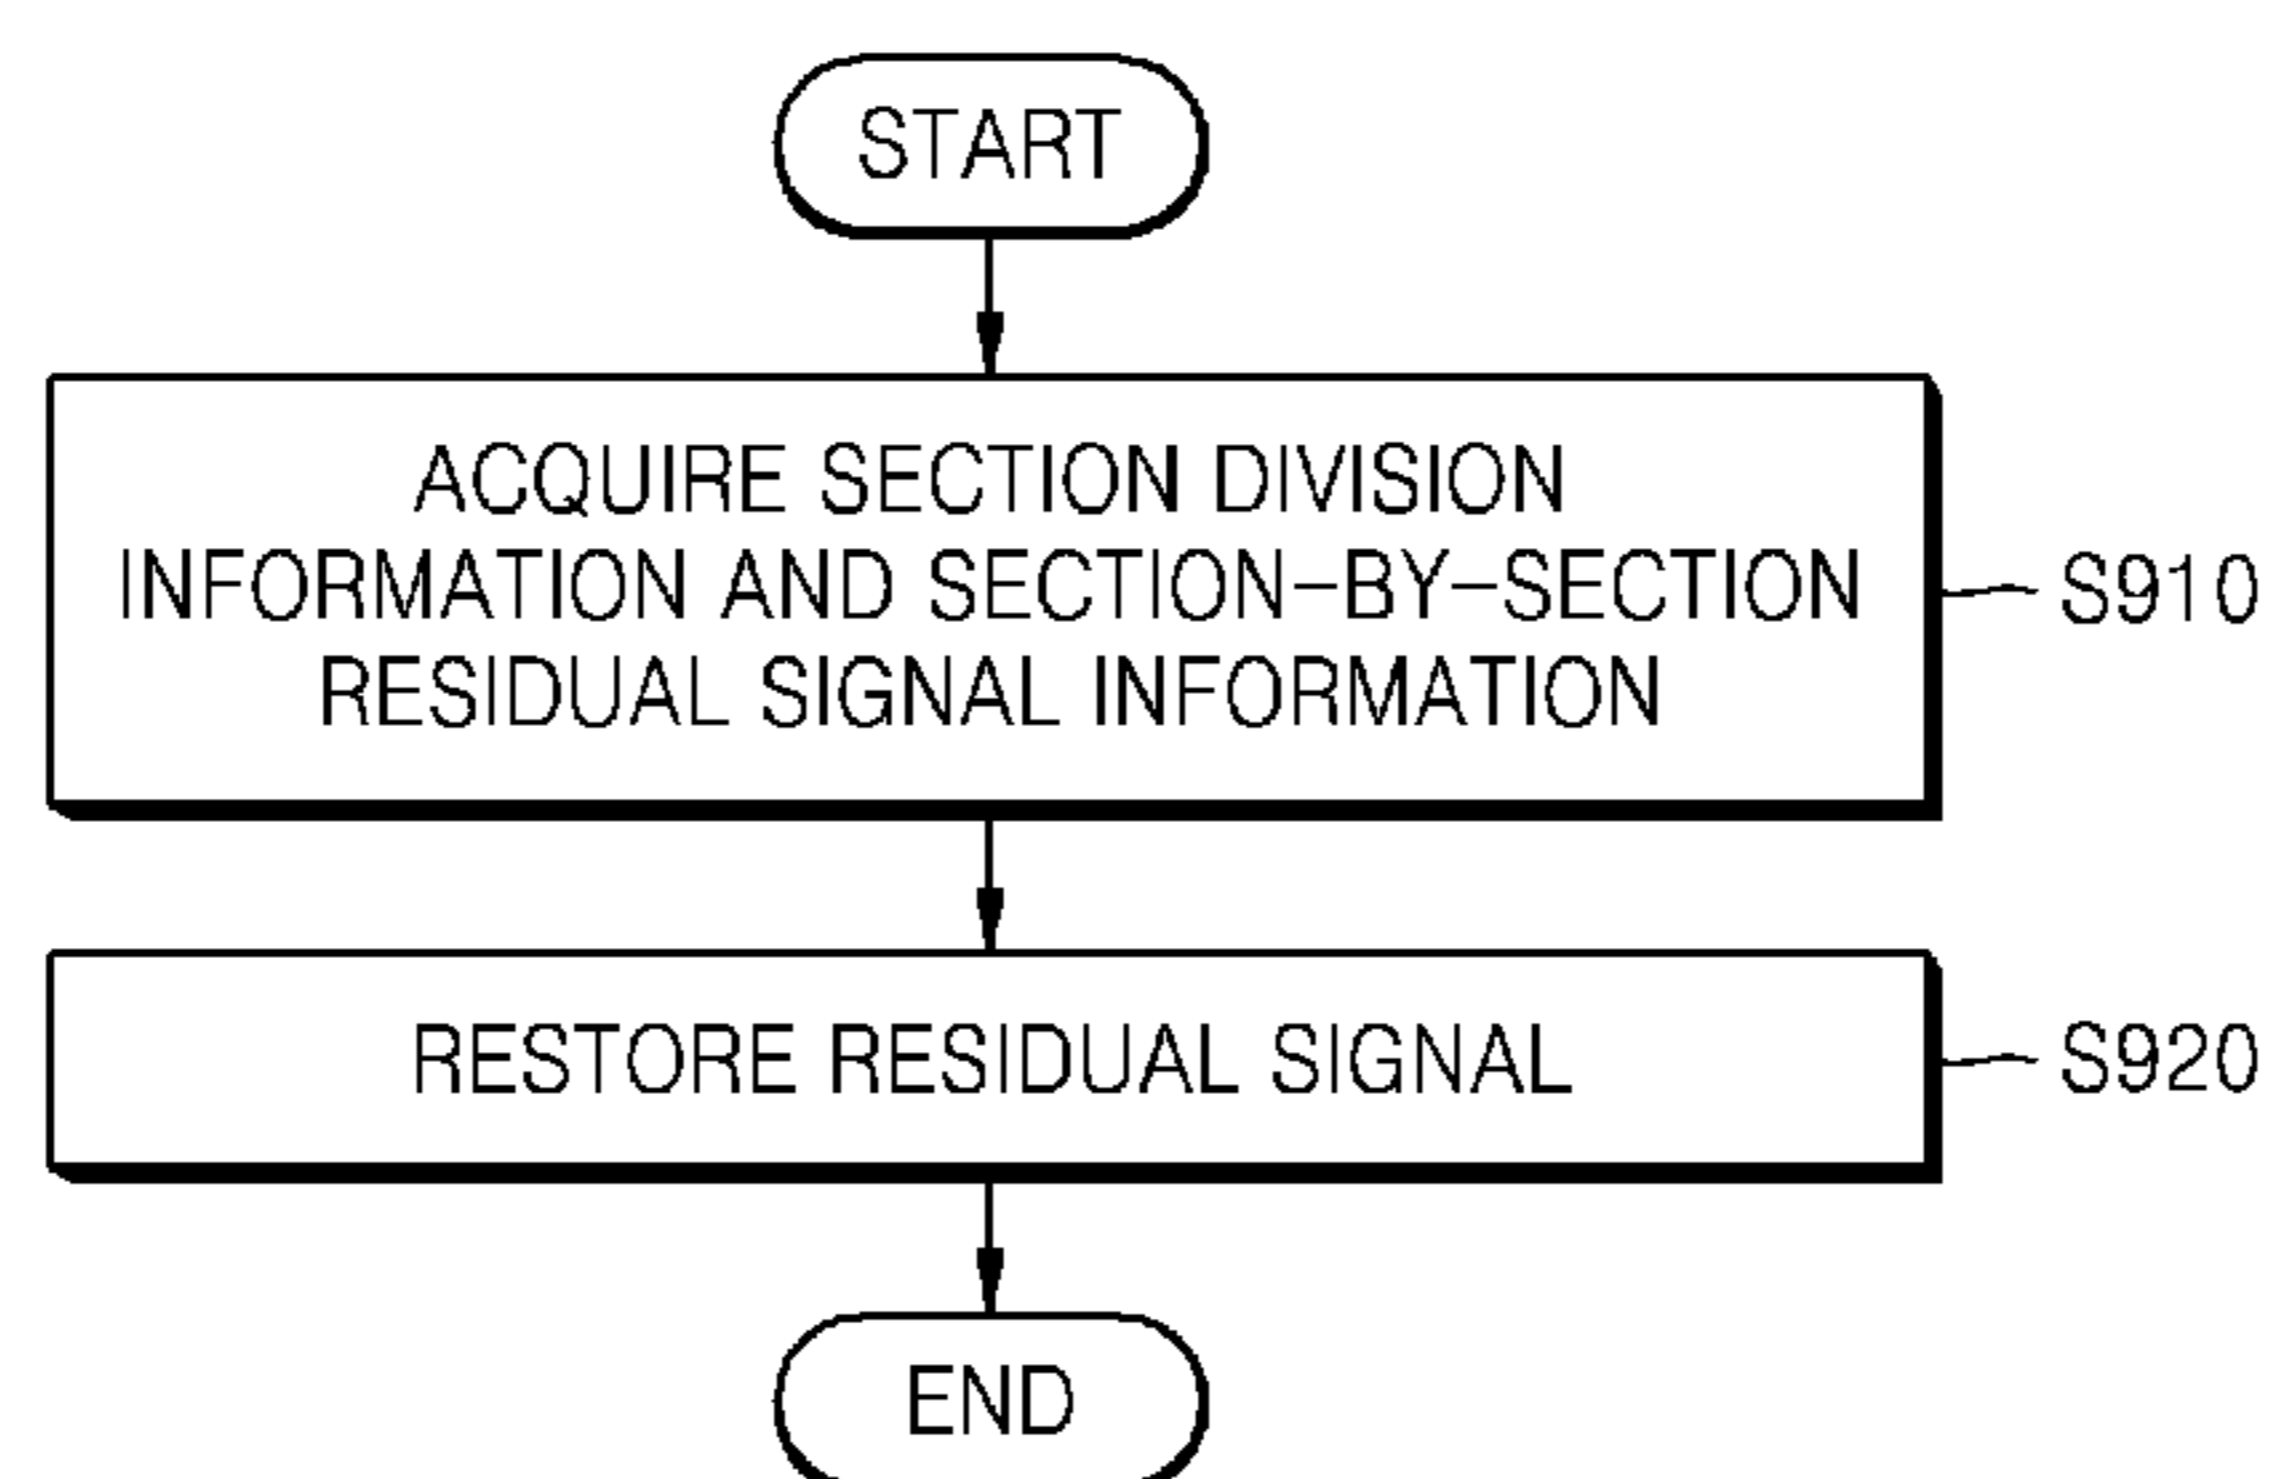 START
ACQUIRE SECTION DIVISION
INFORMATION AND SECTION-BY-SECTION
RESIDUAL SIGNAL INFORMATION
S910
RESTORE RESIDUAL SIGNAL
S920
END